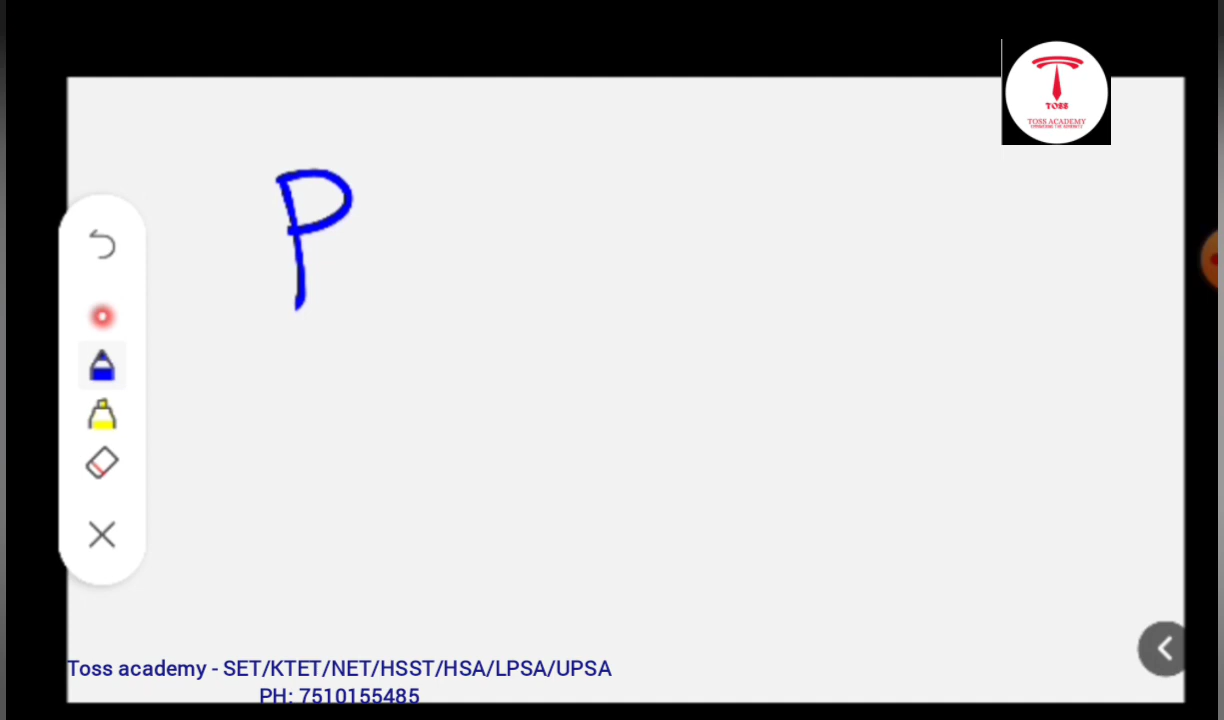 TOSS
TOSS ACADEMY
P
Toss academy - SET/KTET/NET/HSST/HSA/LPSA/UPSA
PH: 7510155485